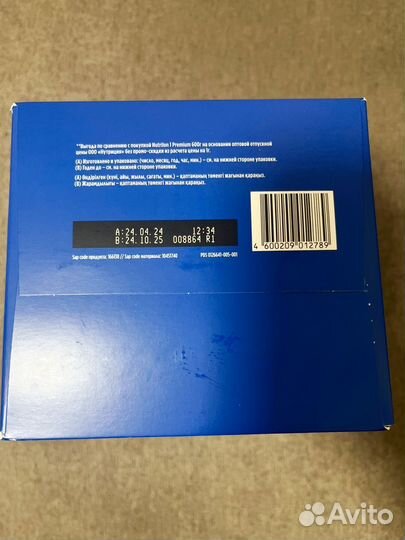 **Выгода по сравнению с покупкой Nutrilon 1 Premium 600г на основании оптовой отпускной
цены ООО «Нутриция» без промо-скидки из расчета цены на 1г.
(А) Изготовлено и упаковано: (число, месяц, год, час, мин.) – см. на нижней стороне упаковки.
(В) Годен до – см. на нижней стороне упаковки.
(А) Өндірілген (күні, айы, жылы, сағаты, мин.) – қаптаманың төменгі жағынан қараңыз.
(В) Жарамдылығы – қаптаманың төменгі жағынан қараңыз.
A:24.04.24 12:34
B:24.10.25 008864 R1
4 600209 012789
Sap code продукта: 166138 // Sap code материала: 10451740
PDS 0126641-005-001
Avito